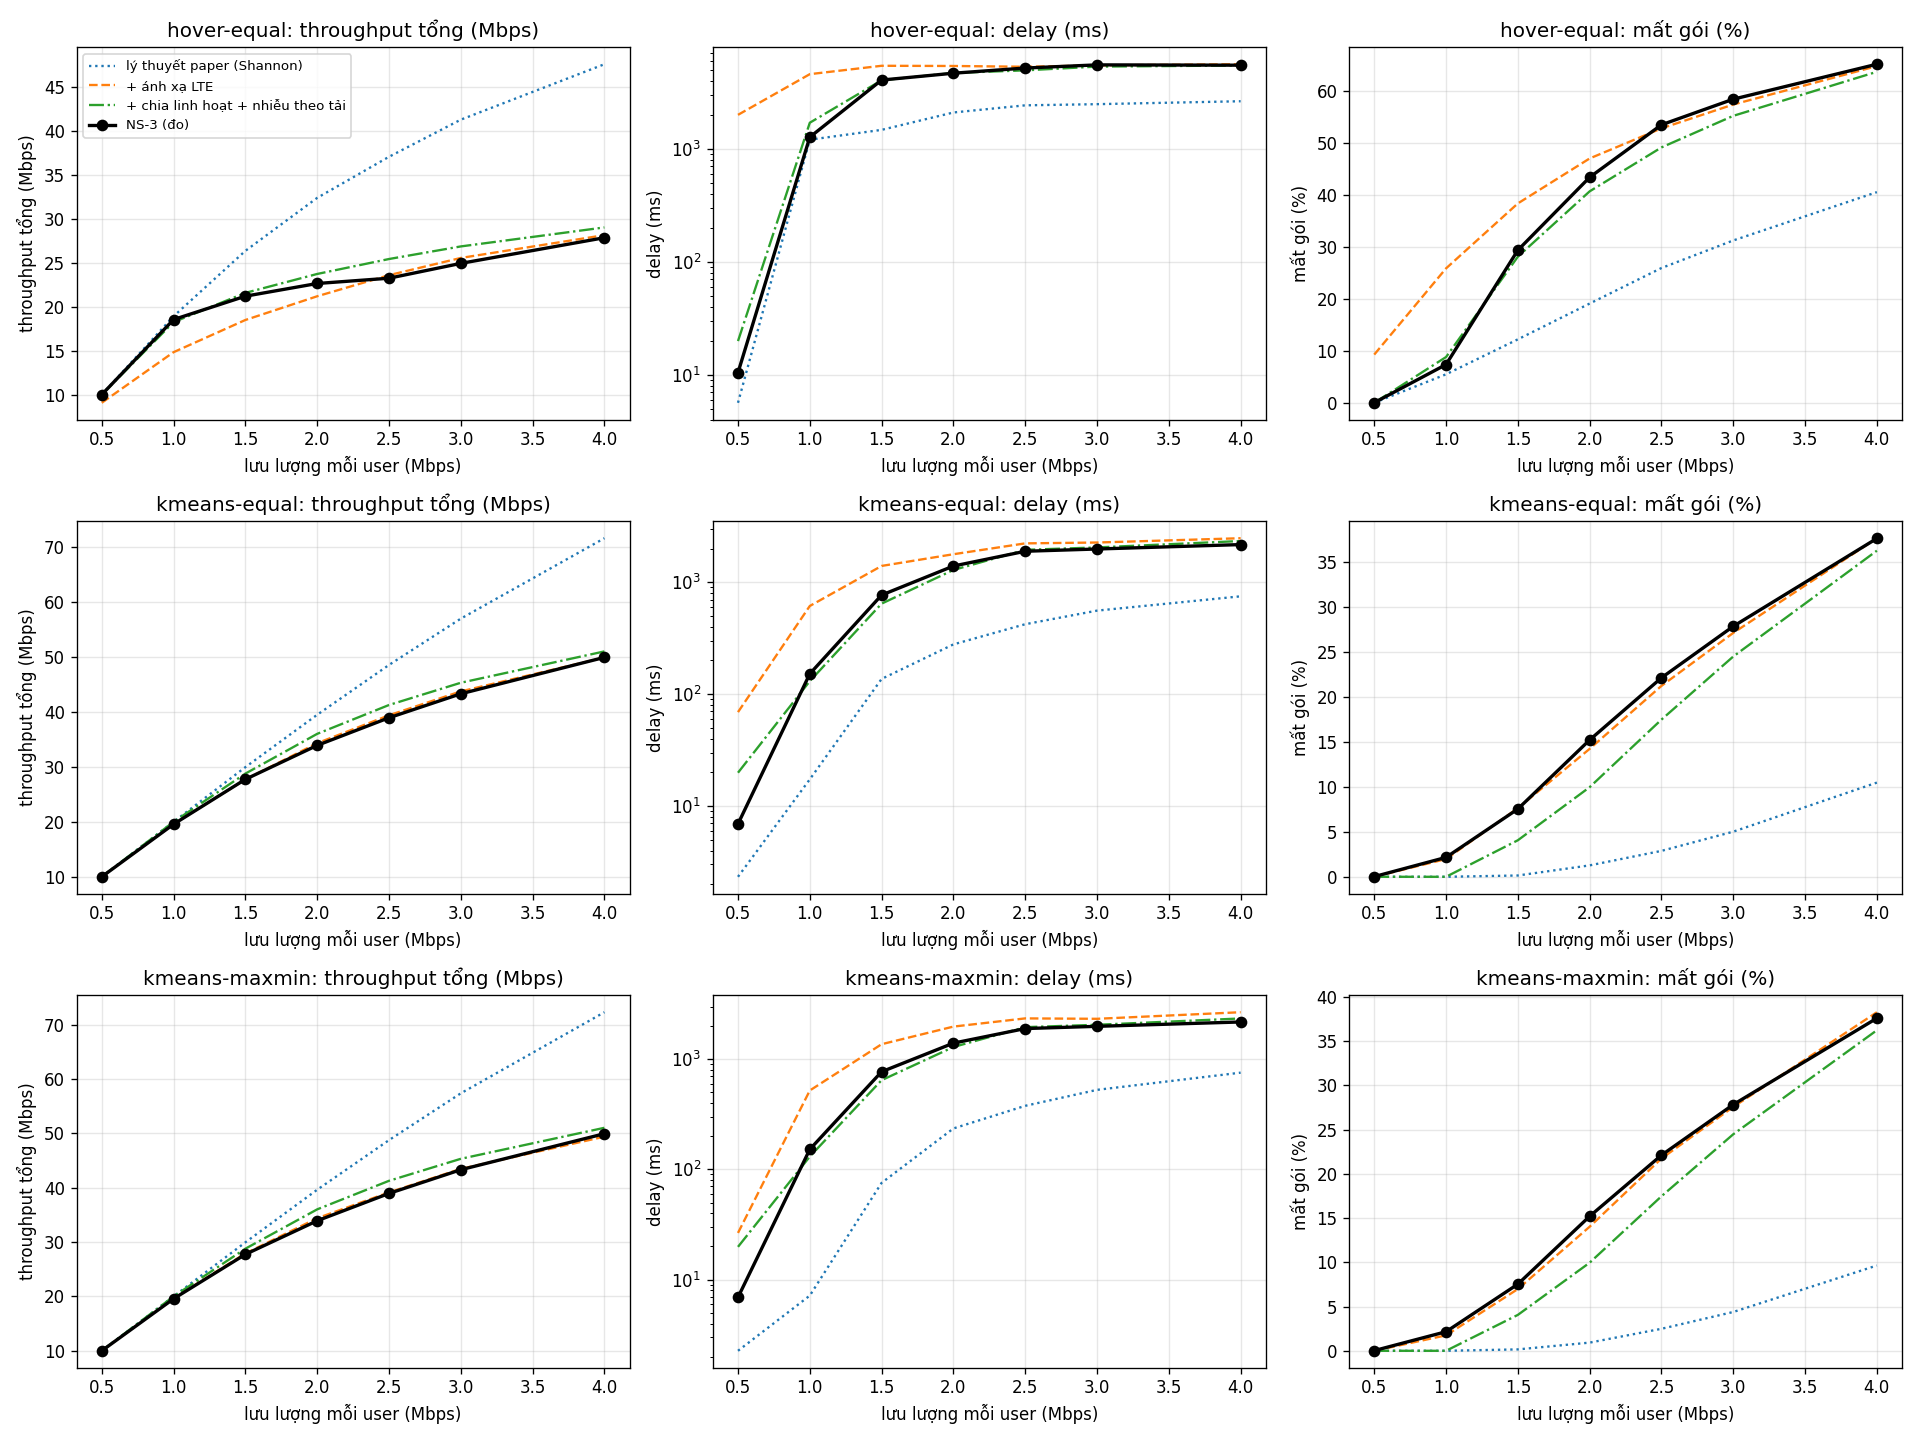 hover-equal: throughput tổng (Mbps)
throughput tổng (Mbps)
45
40
35
30
25
20
15
10
lý thuyết paper (Shannon)
+ ánh xạ LTE
+ chia linh hoạt + nhiễu theo tải
NS-3 (đo)
0.5 1.0 1.5 2.0 2.5 3.0 3.5 4.0
lưu lượng mỗi user (Mbps)
hover-equal: delay (ms)
delay (ms)
10³
10²
10¹
0.5 1.0 1.5 2.0 2.5 3.0 3.5 4.0
lưu lượng mỗi user (Mbps)
hover-equal: mất gói (%)
mất gói (%)
60
50
40
30
20
10
0
0.5 1.0 1.5 2.0 2.5 3.0 3.5 4.0
lưu lượng mỗi user (Mbps)
kmeans-equal: throughput tổng (Mbps)
throughput tổng (Mbps)
70
60
50
40
30
20
10
0.5 1.0 1.5 2.0 2.5 3.0 3.5 4.0
lưu lượng mỗi user (Mbps)
kmeans-equal: delay (ms)
delay (ms)
10³
10²
10¹
0.5 1.0 1.5 2.0 2.5 3.0 3.5 4.0
lưu lượng mỗi user (Mbps)
kmeans-equal: mất gói (%)
mất gói (%)
35
30
25
20
15
10
5
0
0.5 1.0 1.5 2.0 2.5 3.0 3.5 4.0
lưu lượng mỗi user (Mbps)
kmeans-maxmin: throughput tổng (Mbps)
throughput tổng (Mbps)
70
60
50
40
30
20
10
0.5 1.0 1.5 2.0 2.5 3.0 3.5 4.0
lưu lượng mỗi user (Mbps)
kmeans-maxmin: delay (ms)
delay (ms)
10³
10²
10¹
0.5 1.0 1.5 2.0 2.5 3.0 3.5 4.0
lưu lượng mỗi user (Mbps)
kmeans-maxmin: mất gói (%)
mất gói (%)
40
35
30
25
20
15
10
5
0
0.5 1.0 1.5 2.0 2.5 3.0 3.5 4.0
lưu lượng mỗi user (Mbps)